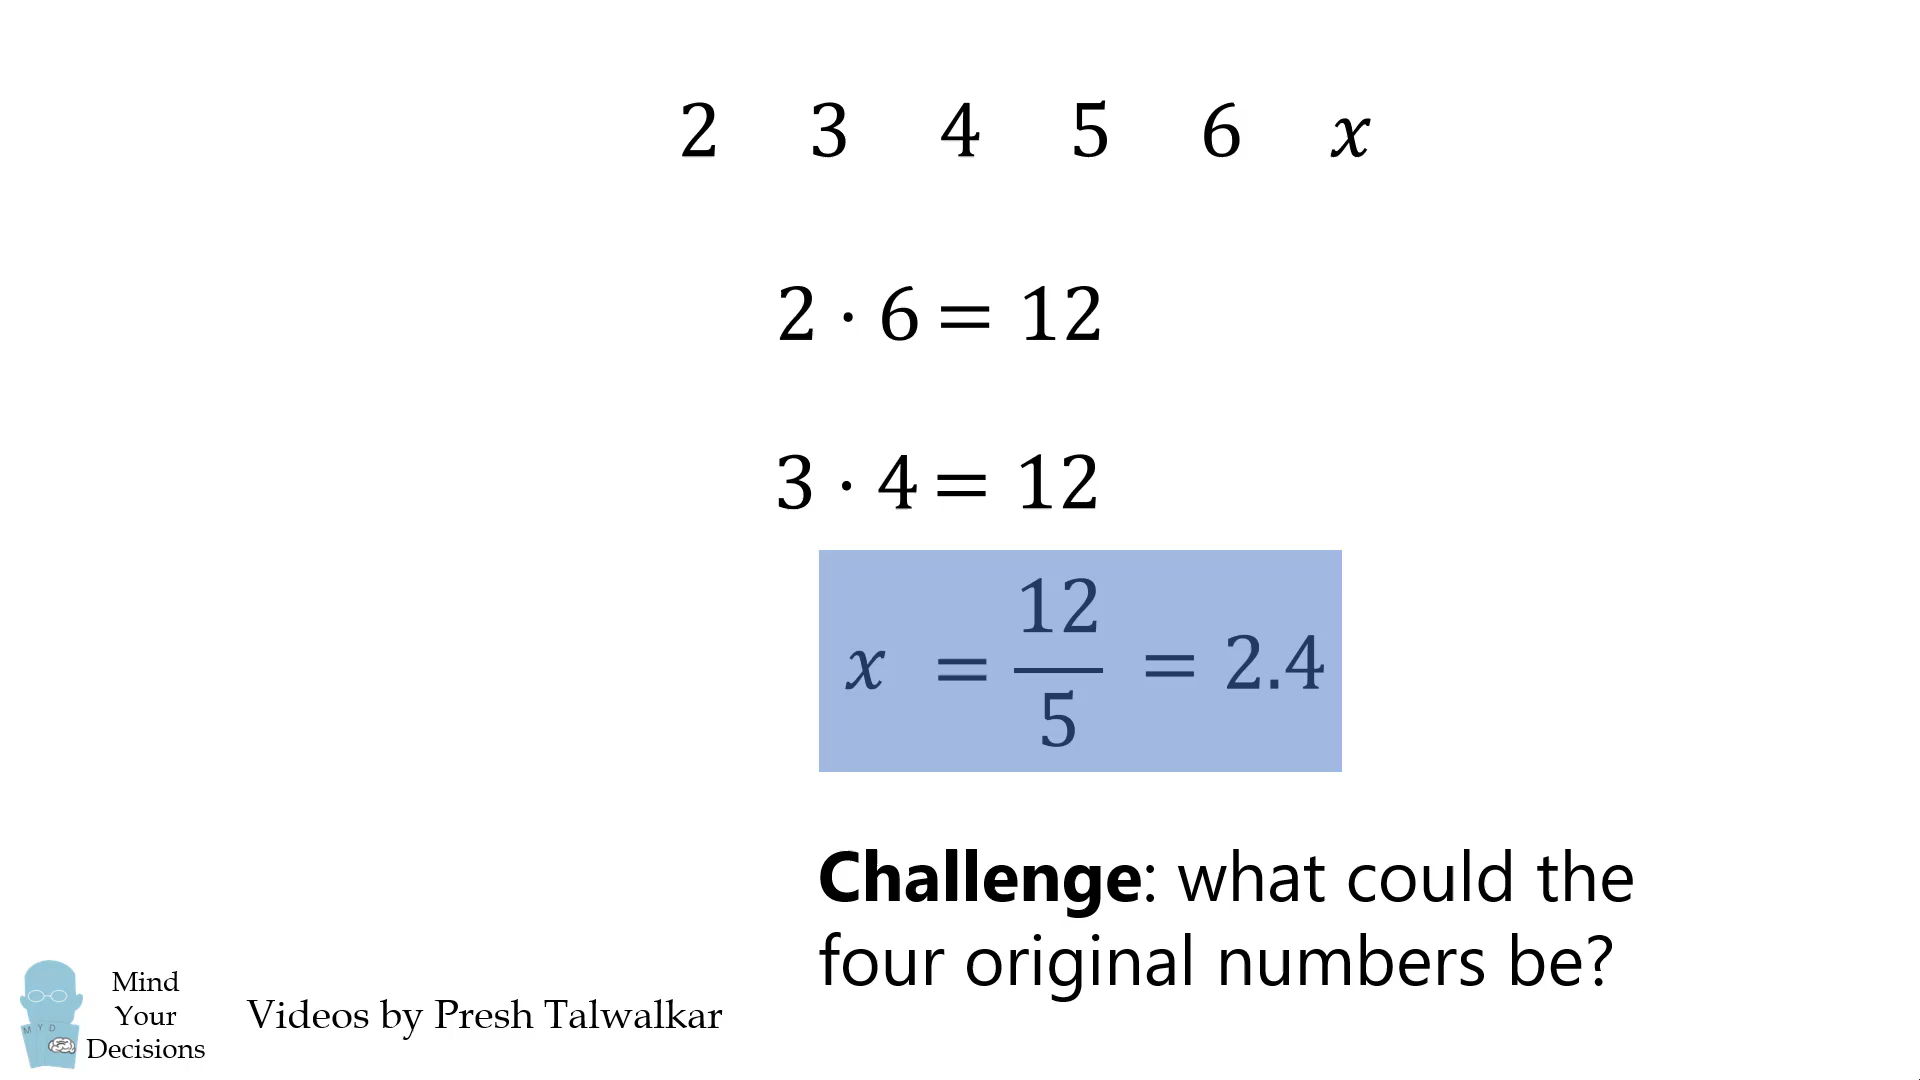 2 3 4 5 6 x
2 · 6 = 12
3 · 4 = 12
x = 12/5 = 2.4
Challenge: what could the
four original numbers be?
M Y D
Mind
Your
Decisions
Videos by Presh Talwalkar